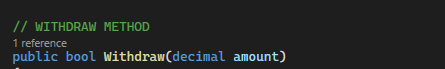 // WITHDRAW METHOD
1 reference
public bool Withdraw(decimal amount)